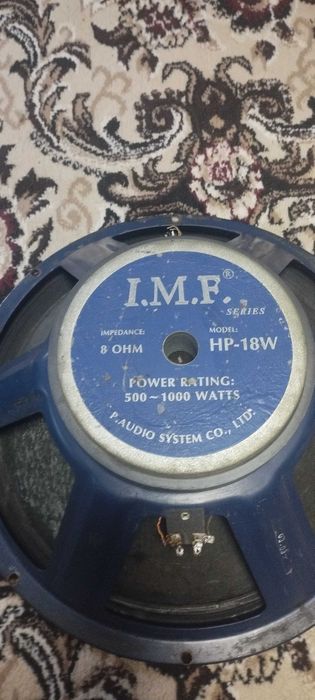 I.M.F.®
SERIES
IMPEDANCE:
8 OHM
MODEL:
HP-18W
POWER RATING:
500~1000 WATTS
P.AUDIO SYSTEM CO., LTD.